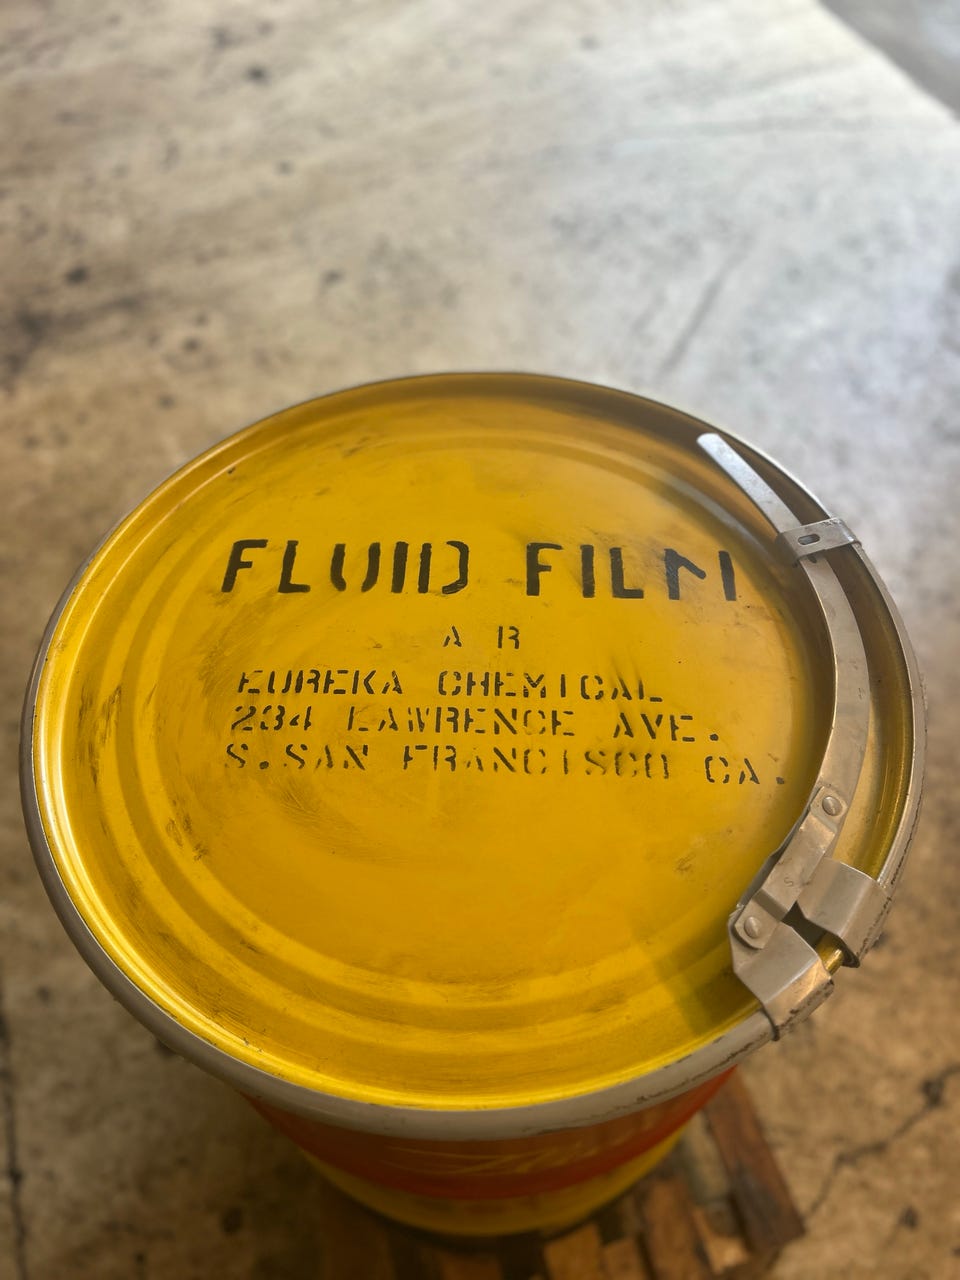 FLUID FILM
A R
EUREKA CHEMICAL
234 LAWRENCE AVE.
S.SAN FRANCISCO CA.